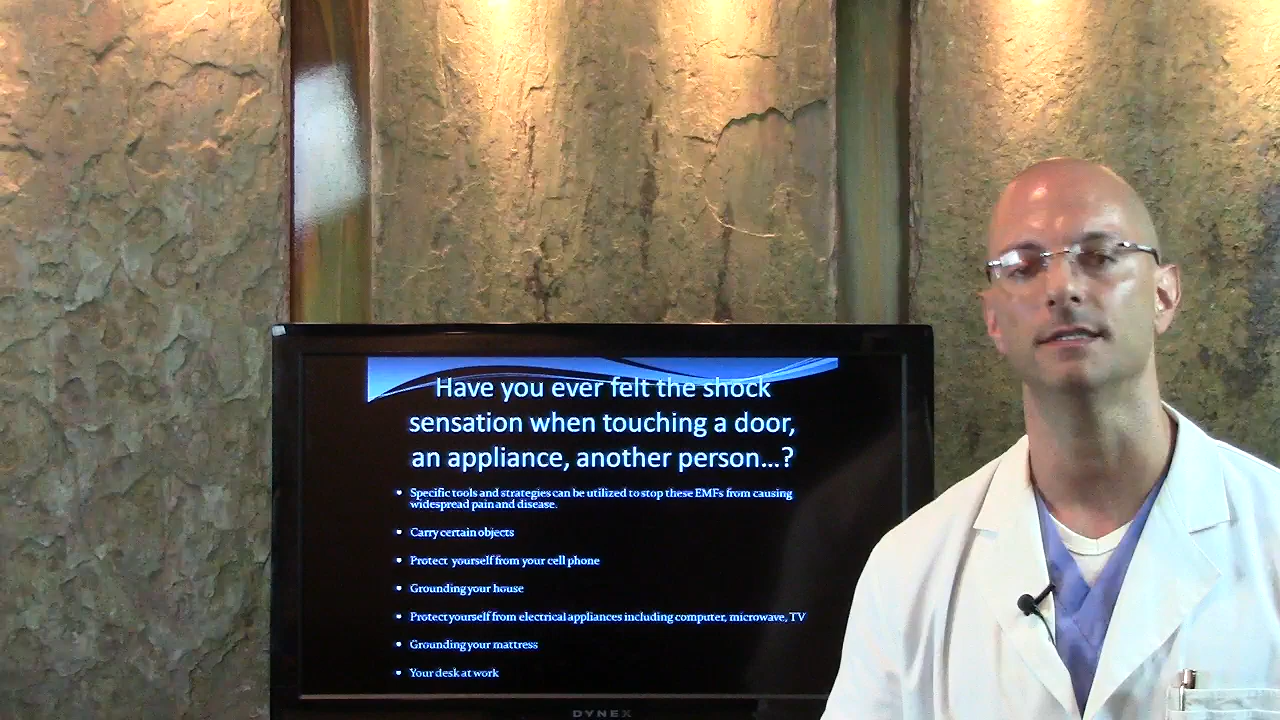 Have you ever felt the shock
sensation when touching a door,
an appliance, another person...?
• Specific tools and strategies can be utilized to stop these EMFs from causing
widespread pain and disease.
• Carry certain objects
• Protect yourself from your cell phone
• Grounding your house
• Protect yourself from electrical appliances including computer, microwave, TV
• Grounding your mattress
• Your desk at work
DYNEX